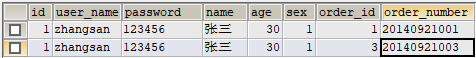 id user_name password name age sex order_id order_number
1 zhangsan 123456 张三 30 1 1 20140921001
1 zhangsan 123456 张三 30 1 3 20140921003